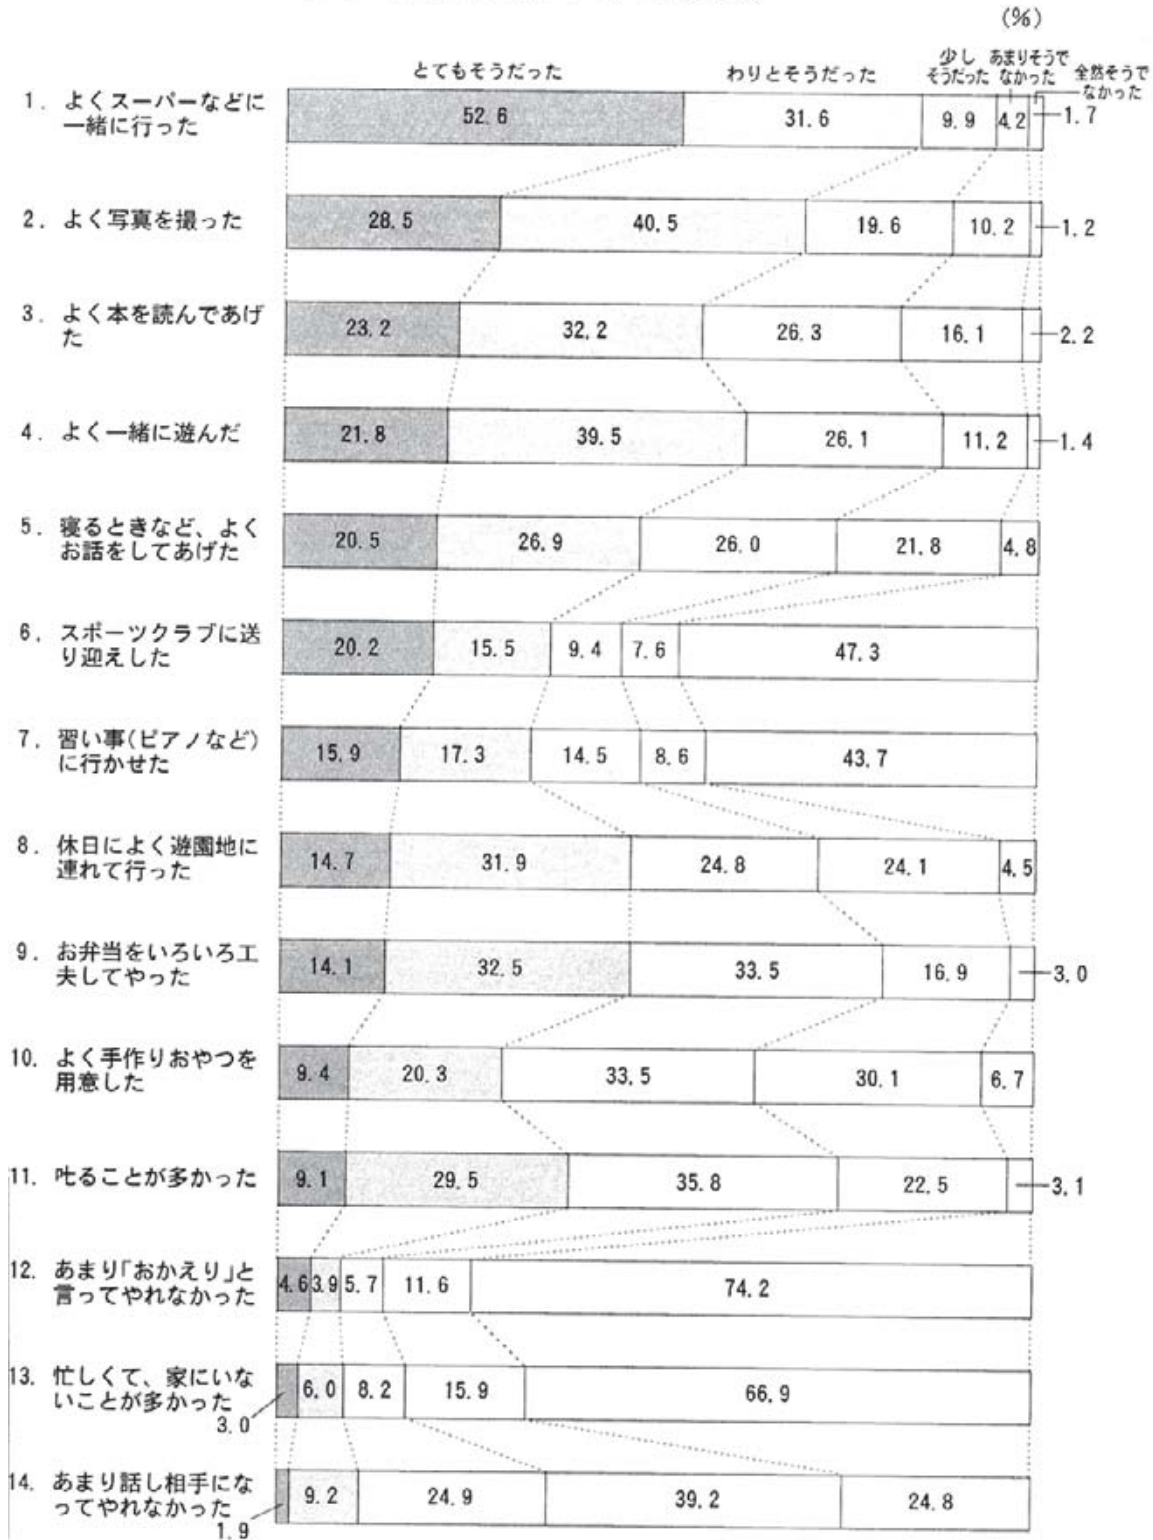 (%)
とてもそうだった
わりとそうだった
少し
そうだった
あまりそうで
なかった
全然そうで
なかった
1. よくスーパーなどに
一緒に行った
52.6 31.6 9.9 4.2 1.7
2. よく写真を撮った
28.5 40.5 19.6 10.2 1.2
3. よく本を読んであげ
た
23.2 32.2 26.3 16.1 2.2
4. よく一緒に遊んだ
21.8 39.5 26.1 11.2 1.4
5. 寝るときなど、よく
お話をしてあげた
20.5 26.9 26.0 21.8 4.8
6. スポーツクラブに送
り迎えした
20.2 15.5 9.4 7.6 47.3
7. 習い事(ピアノなど)
に行かせた
15.9 17.3 14.5 8.6 43.7
8. 休日によく遊園地に
連れて行った
14.7 31.9 24.8 24.1 4.5
9. お弁当をいろいろ工
夫してやった
14.1 32.5 33.5 16.9 3.0
10. よく手作りおやつを
用意した
9.4 20.3 33.5 30.1 6.7
11. 叱ることが多かった
9.1 29.5 35.8 22.5 3.1
12. あまり「おかえり」と
言ってやれなかった
4.6 3.9 5.7 11.6 74.2
13. 忙しくて、家にいな
いことが多かった
3.0 6.0 8.2 15.9 66.9
14. あまり話し相手にな
ってやれなかった
1.9 9.2 24.9 39.2 24.8